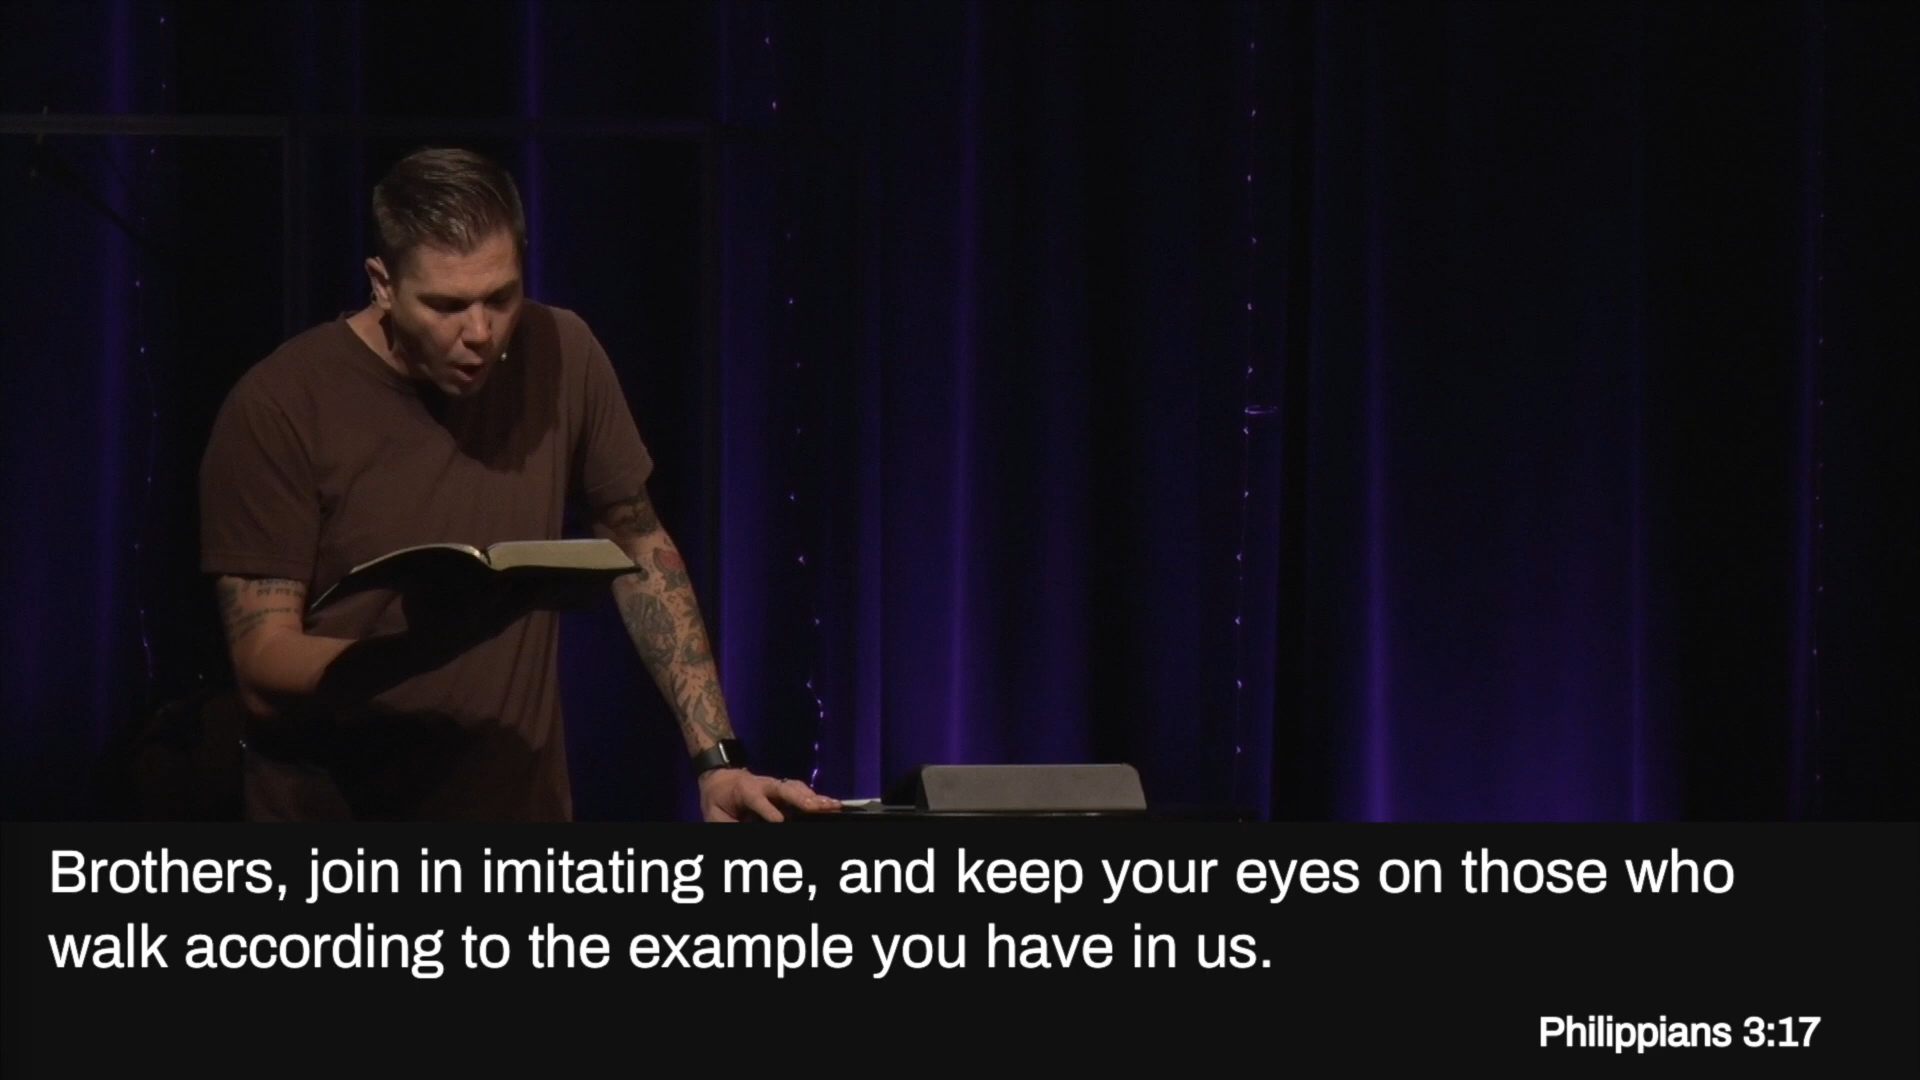 Brothers, join in imitating me, and keep your eyes on those who
walk according to the example you have in us.
Philippians 3:17